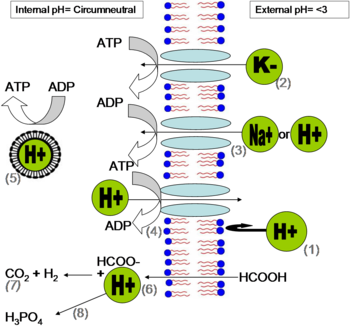 Internal pH= Circumneutral
External pH= <3
ATP
K-
(2)
ATP
ADP
ADP
H+
(5)
Na+ or H+
(3)
ATP
H+
H+
ADP
(4)
(1)
HCOO-
CO2 + H2
+
H+
(6)
HCOOH
(7)
(8)
H3PO4